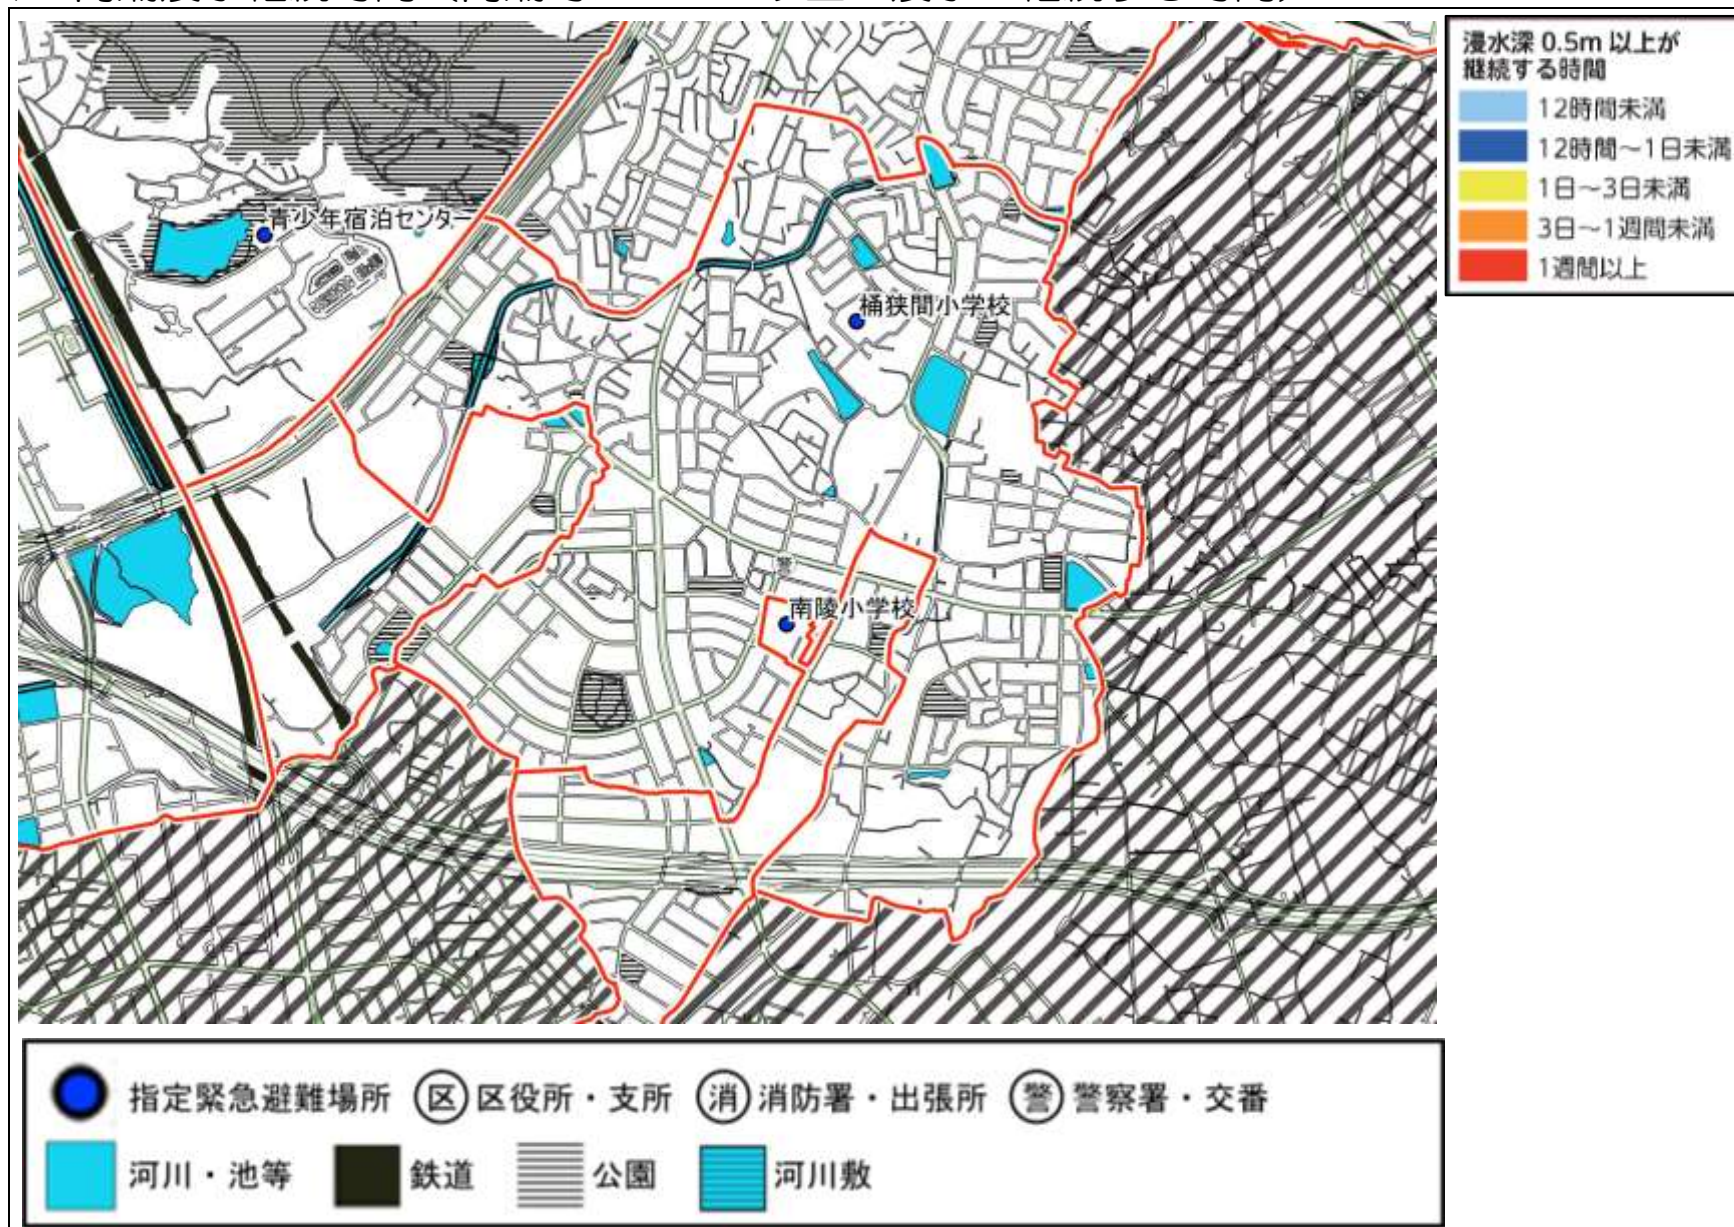 浸水深 0.5m 以上が
継続する時間
12時間未満
12時間～1日未満
1日～3日未満
3日～1週間未満
1週間以上
青少年宿泊センター
桶狭間小学校
警
南陵小学校
指定緊急避難場所 区 区役所・支所 消 消防署・出張所 警 警察署・交番
河川・池等 鉄道 公園 河川敷